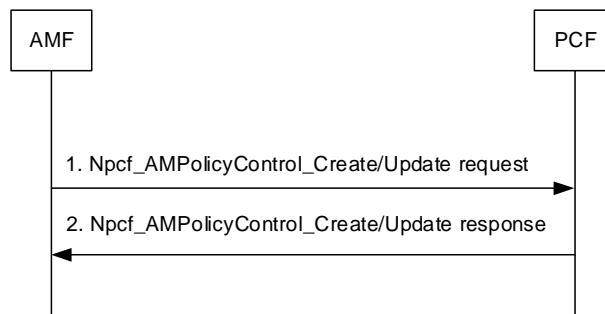 AMF
PCF
1. Npcf_AMPolicyControl_Create/Update request
2. Npcf_AMPolicyControl_Create/Update response